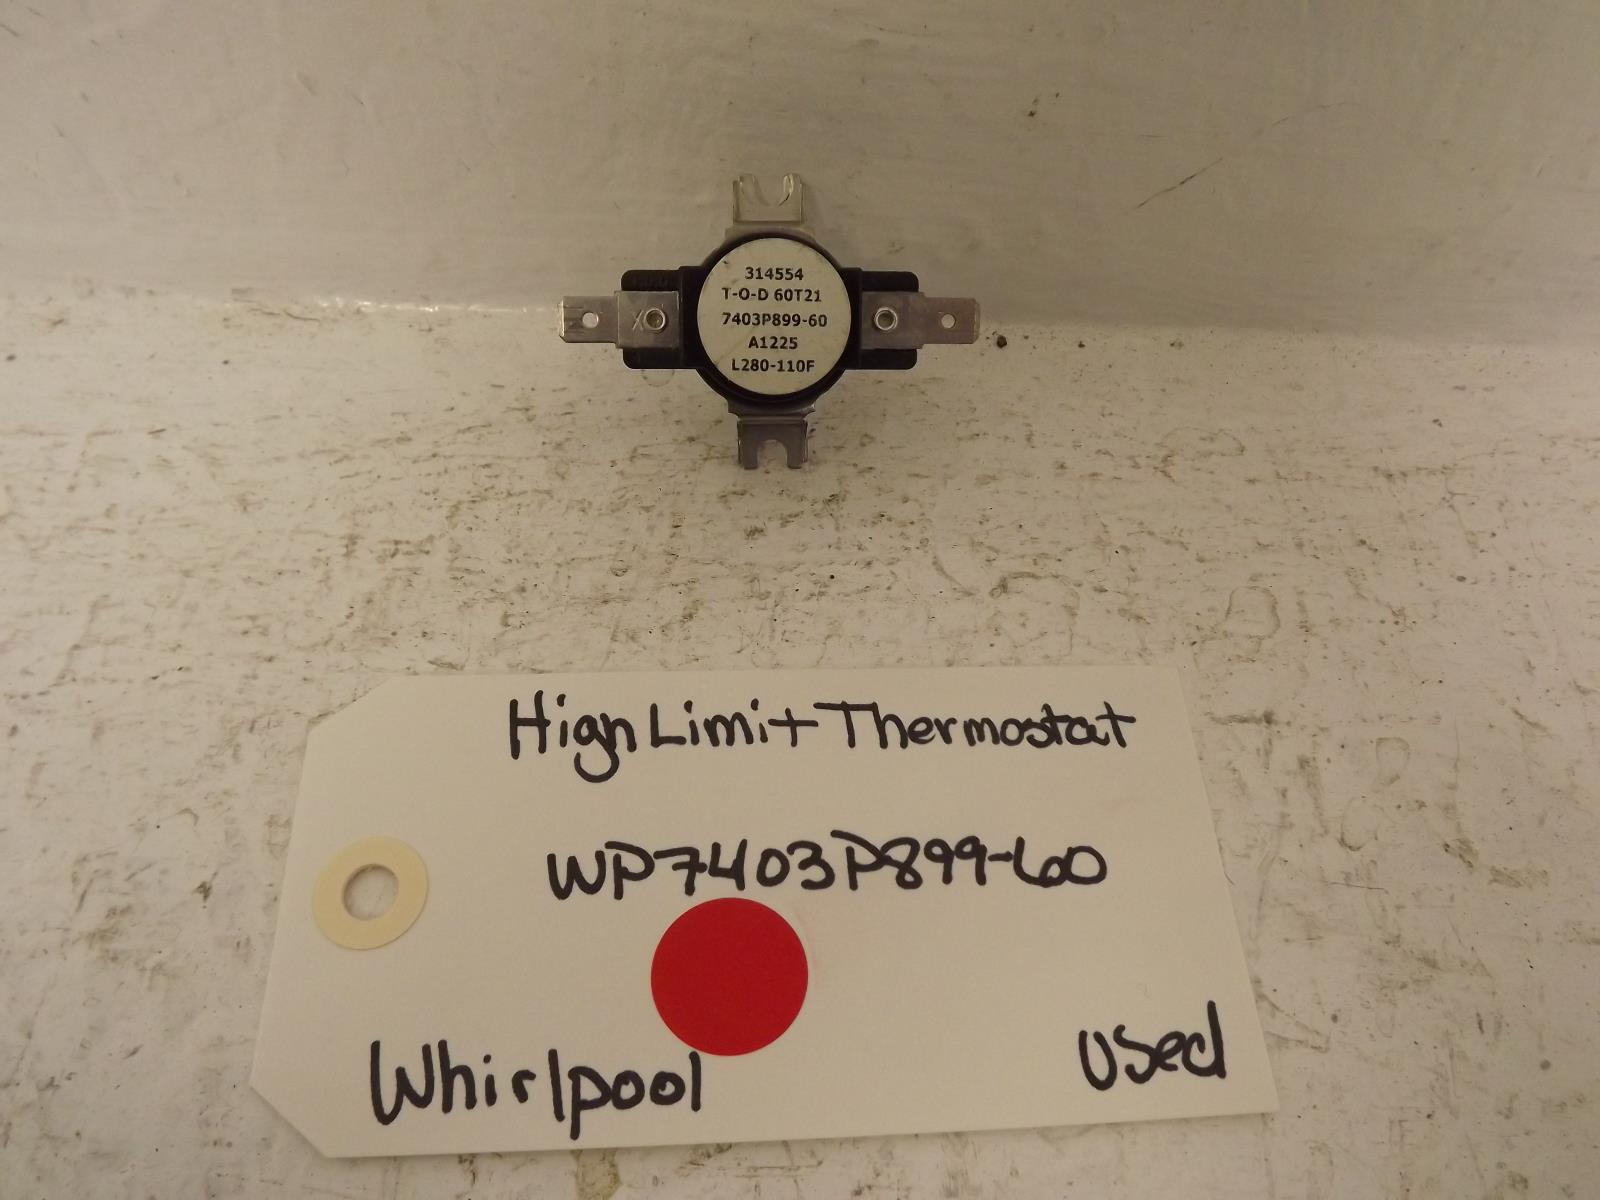 314554
T-O-D 60T21
7403P899-60
A1225
L280-110F
High Limit Thermostat
WP7403P899-60
Whirlpool
Used